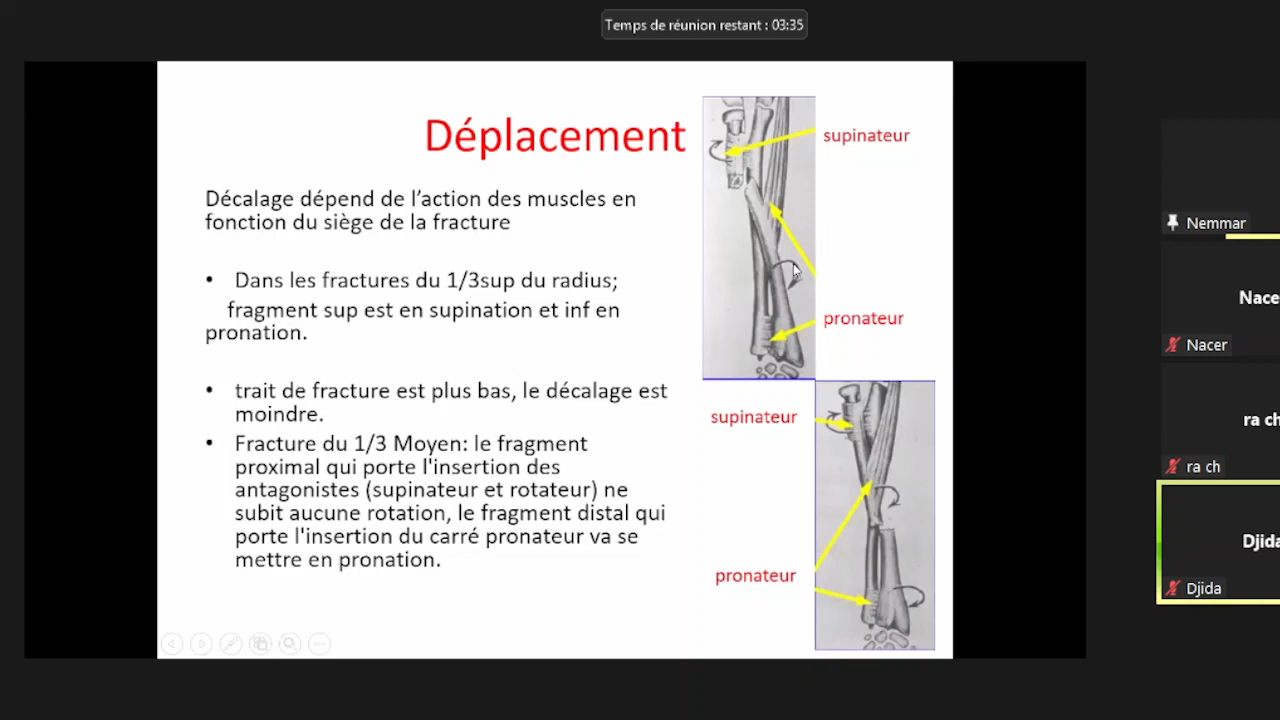 Temps de réunion restant : 03:35
Déplacement
Décalage dépend de l’action des muscles en
fonction du siège de la fracture
• Dans les fractures du 1/3sup du radius;
fragment sup est en supination et inf en
pronation.
• trait de fracture est plus bas, le décalage est
moindre.
• Fracture du 1/3 Moyen: le fragment
proximal qui porte l'insertion des
antagonistes (supinateur et rotateur) ne
subit aucune rotation, le fragment distal qui
porte l'insertion du carré pronateur va se
mettre en pronation.
supinateur
pronateur
supinateur
pronateur
Nemmar
Nace
Nacer
ra ch
ra ch
Djida
Djida